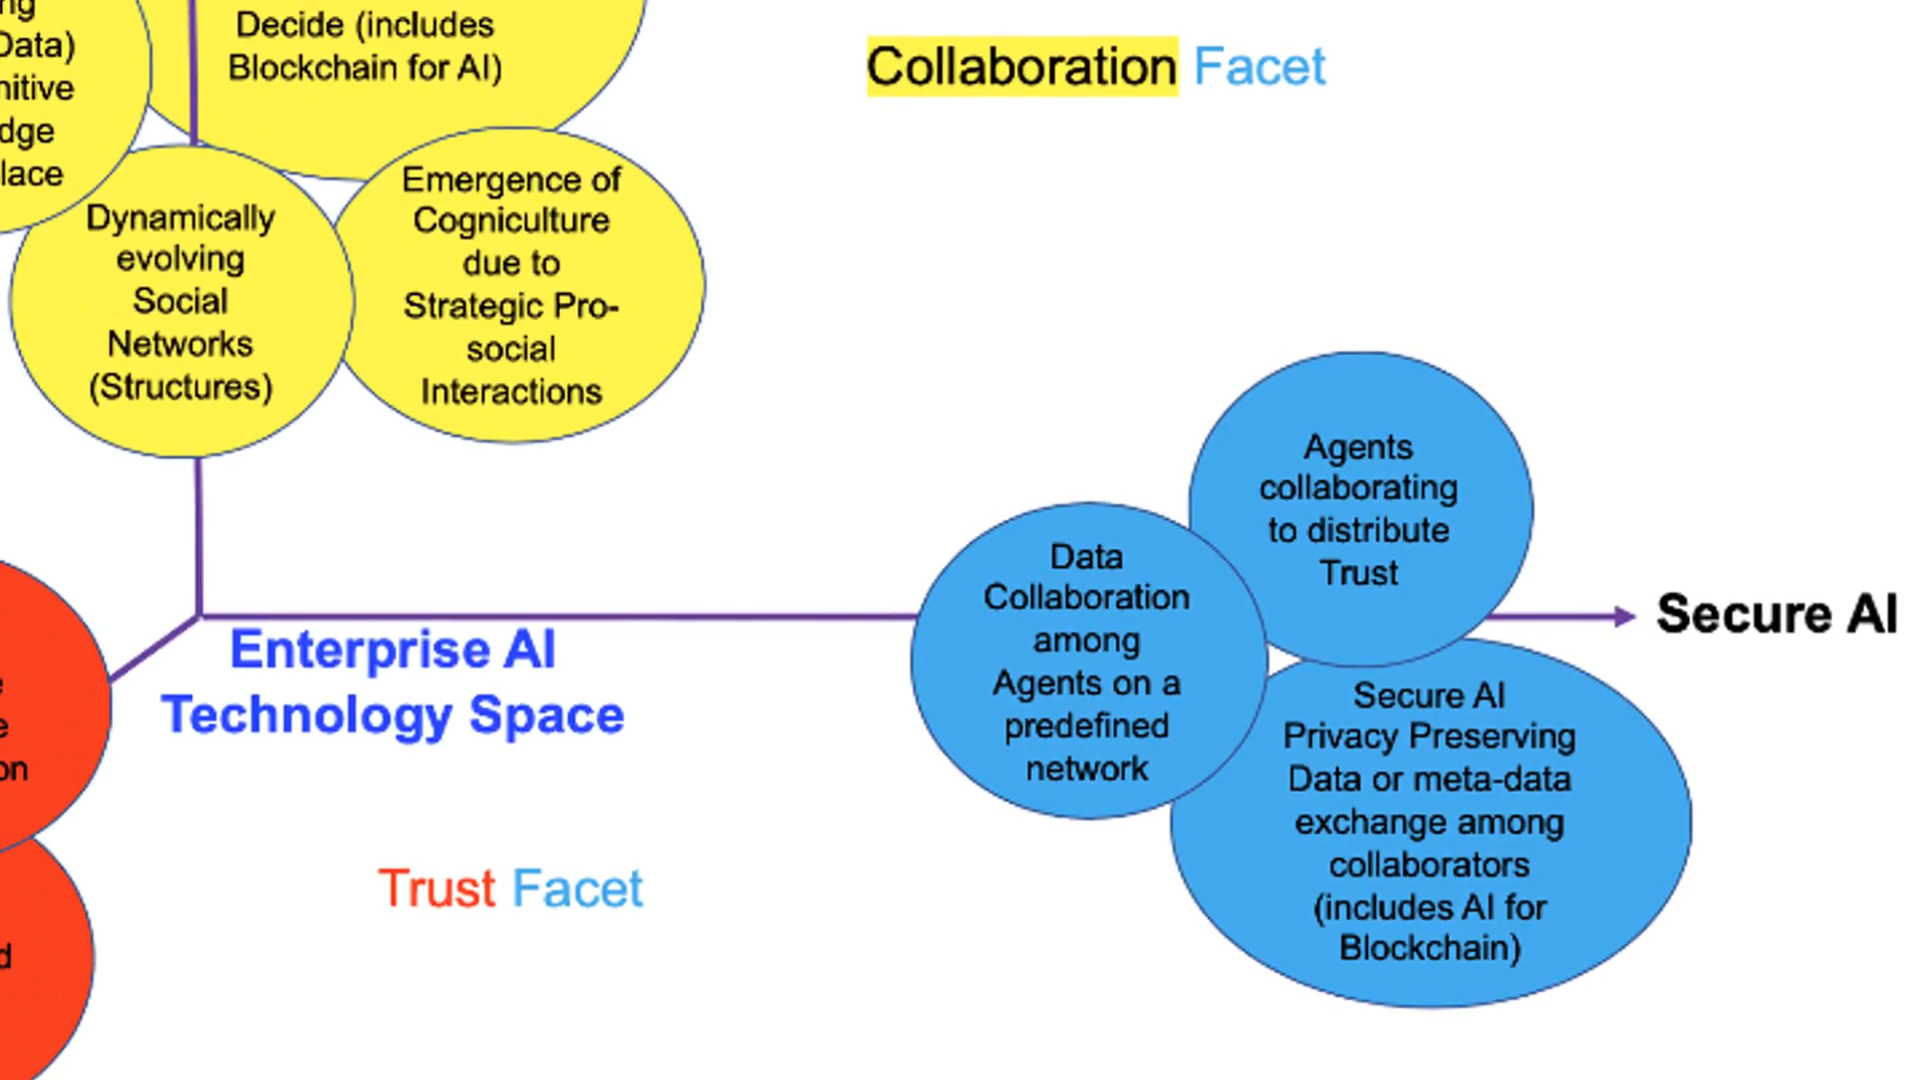 Data)
Decide (includes
Blockchain for AI)
Collaboration Facet
Dynamically
evolving
Social
Networks
(Structures)
Emergence of
Cogniculture
due to
Strategic Pro-
social
Interactions
Agents
collaborating
to distribute
Trust
Data
Collaboration
among
Agents on a
predefined
network
Secure AI
Enterprise AI
Technology Space
Secure AI
Privacy Preserving
Data or meta-data
exchange among
collaborators
(includes AI for
Blockchain)
Trust Facet